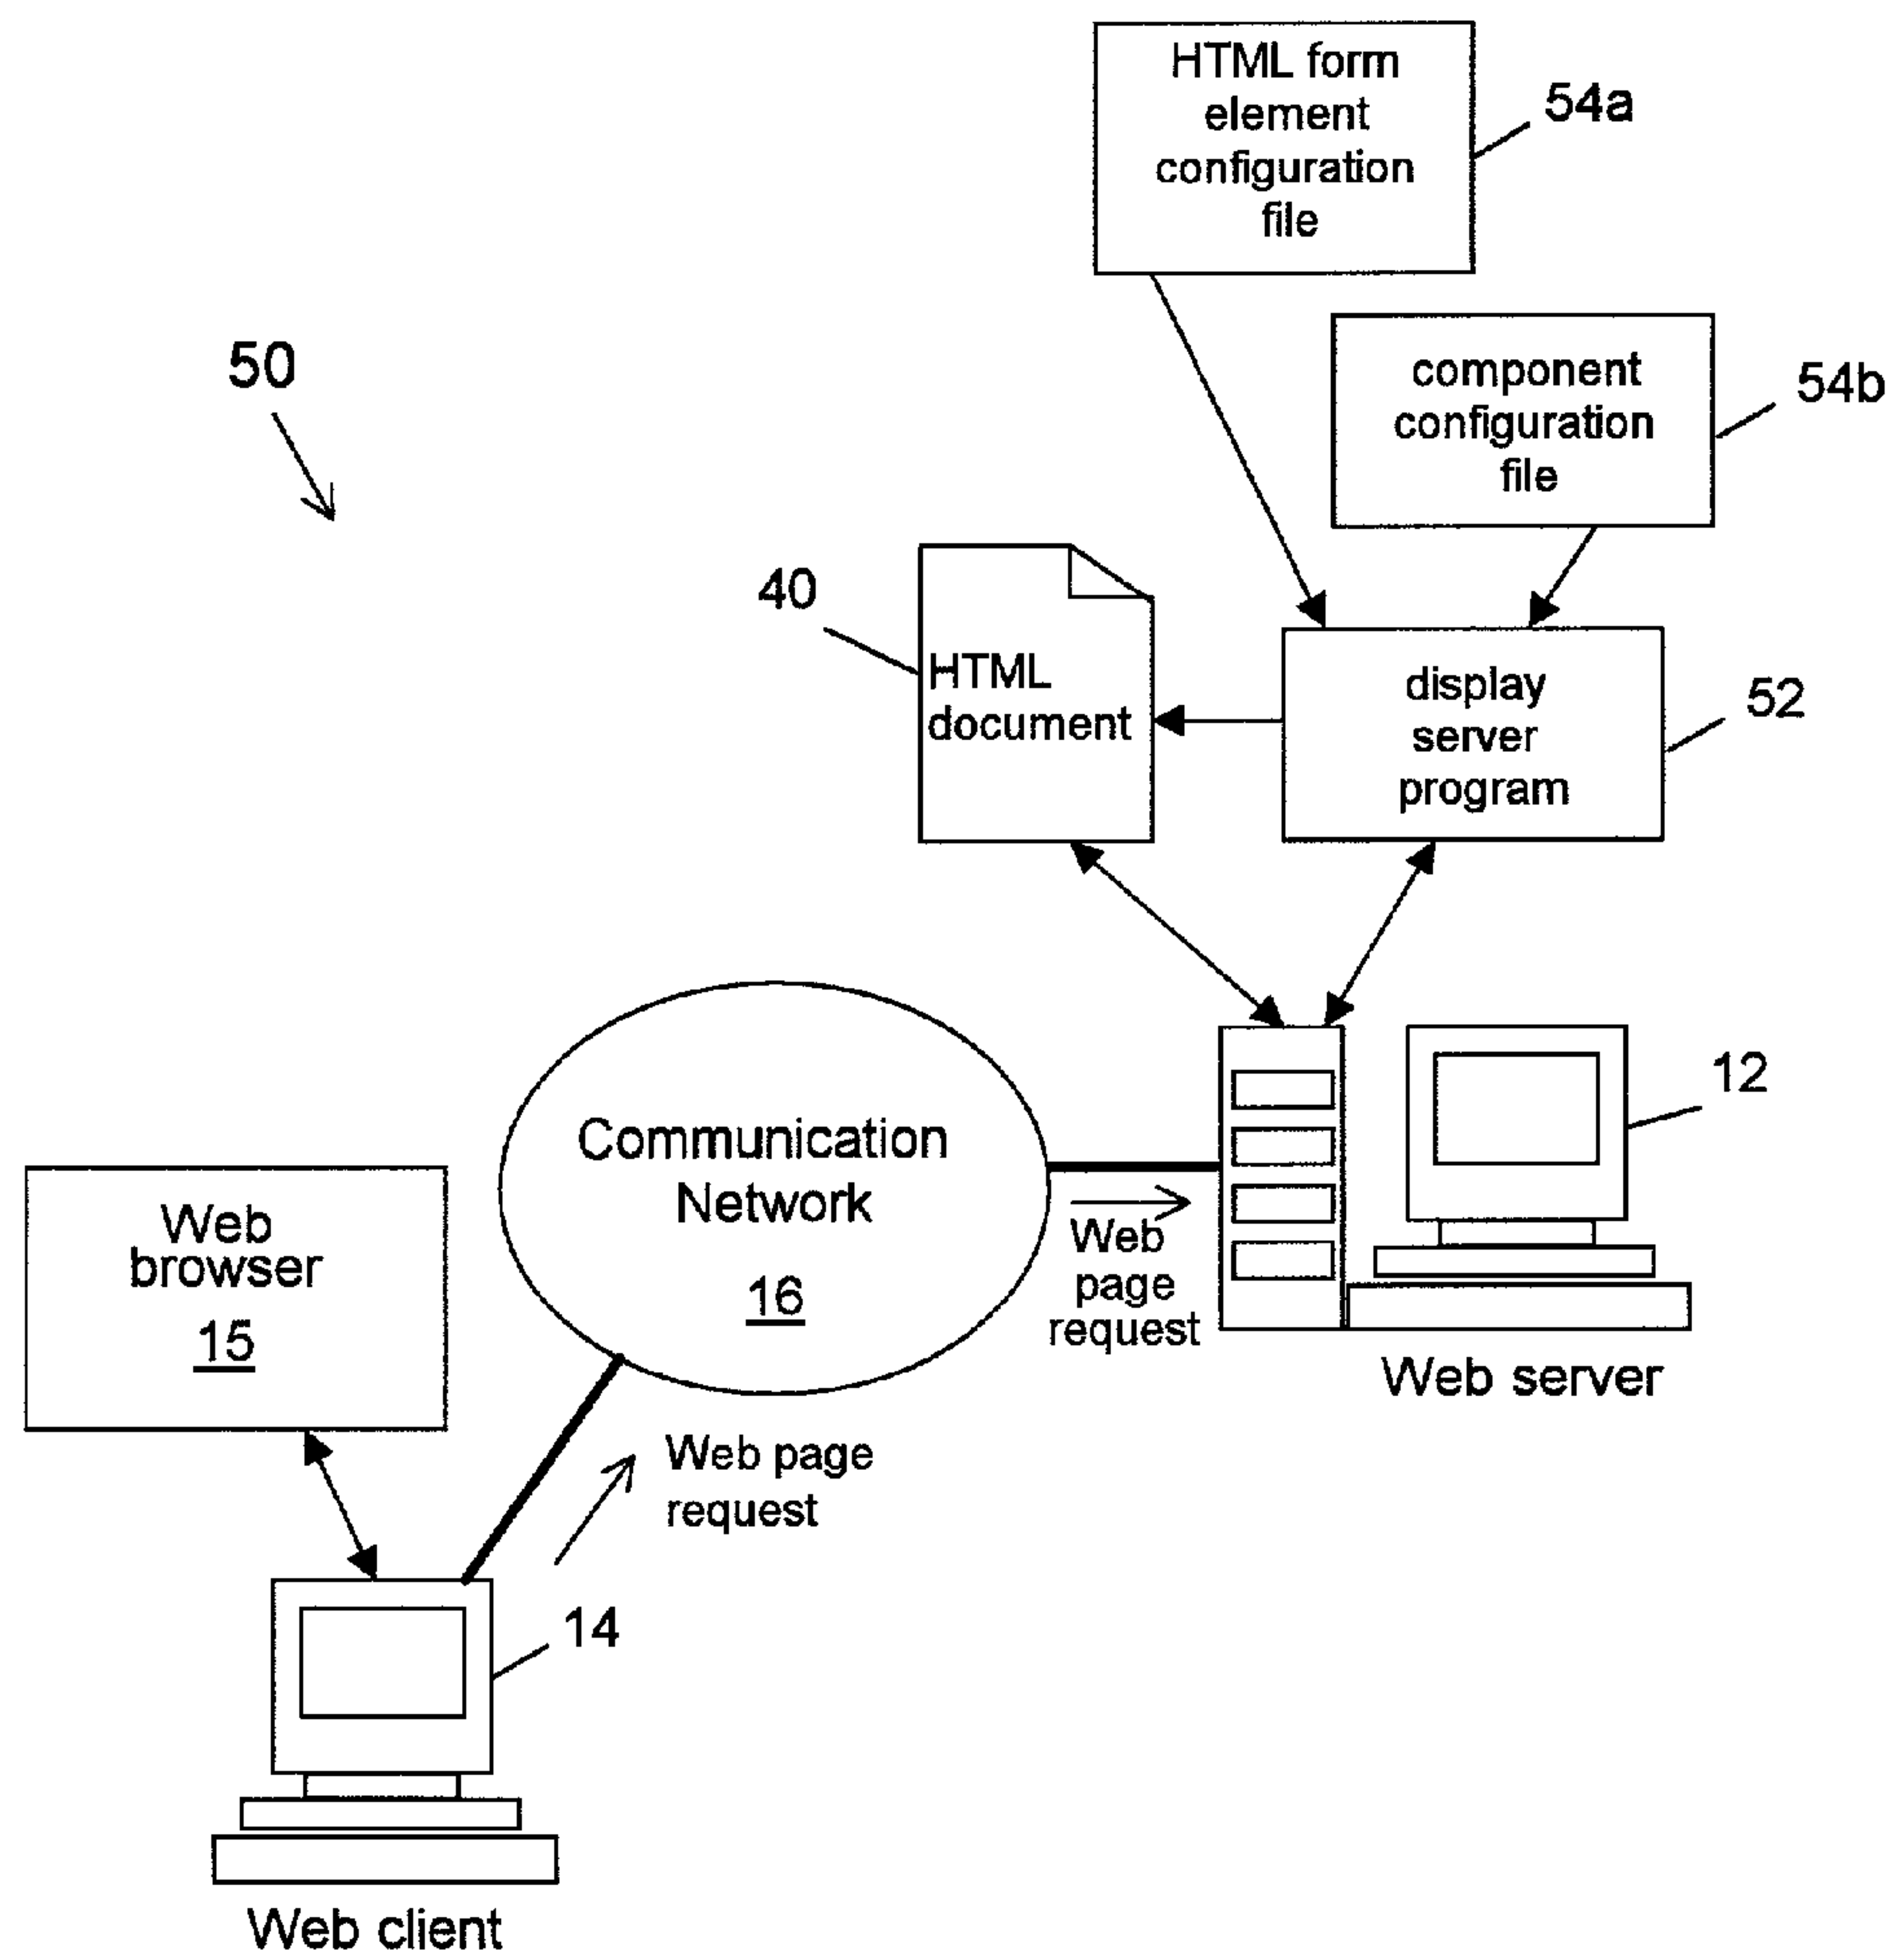 HTML form
element
configuration
file
54a
component
configuration
file
54b
50
40
HTML
document
display
server
program
52
Communication
Network
16
12
Web
page
request
Web server
Web
browser
15
Web page
request
14
Web client